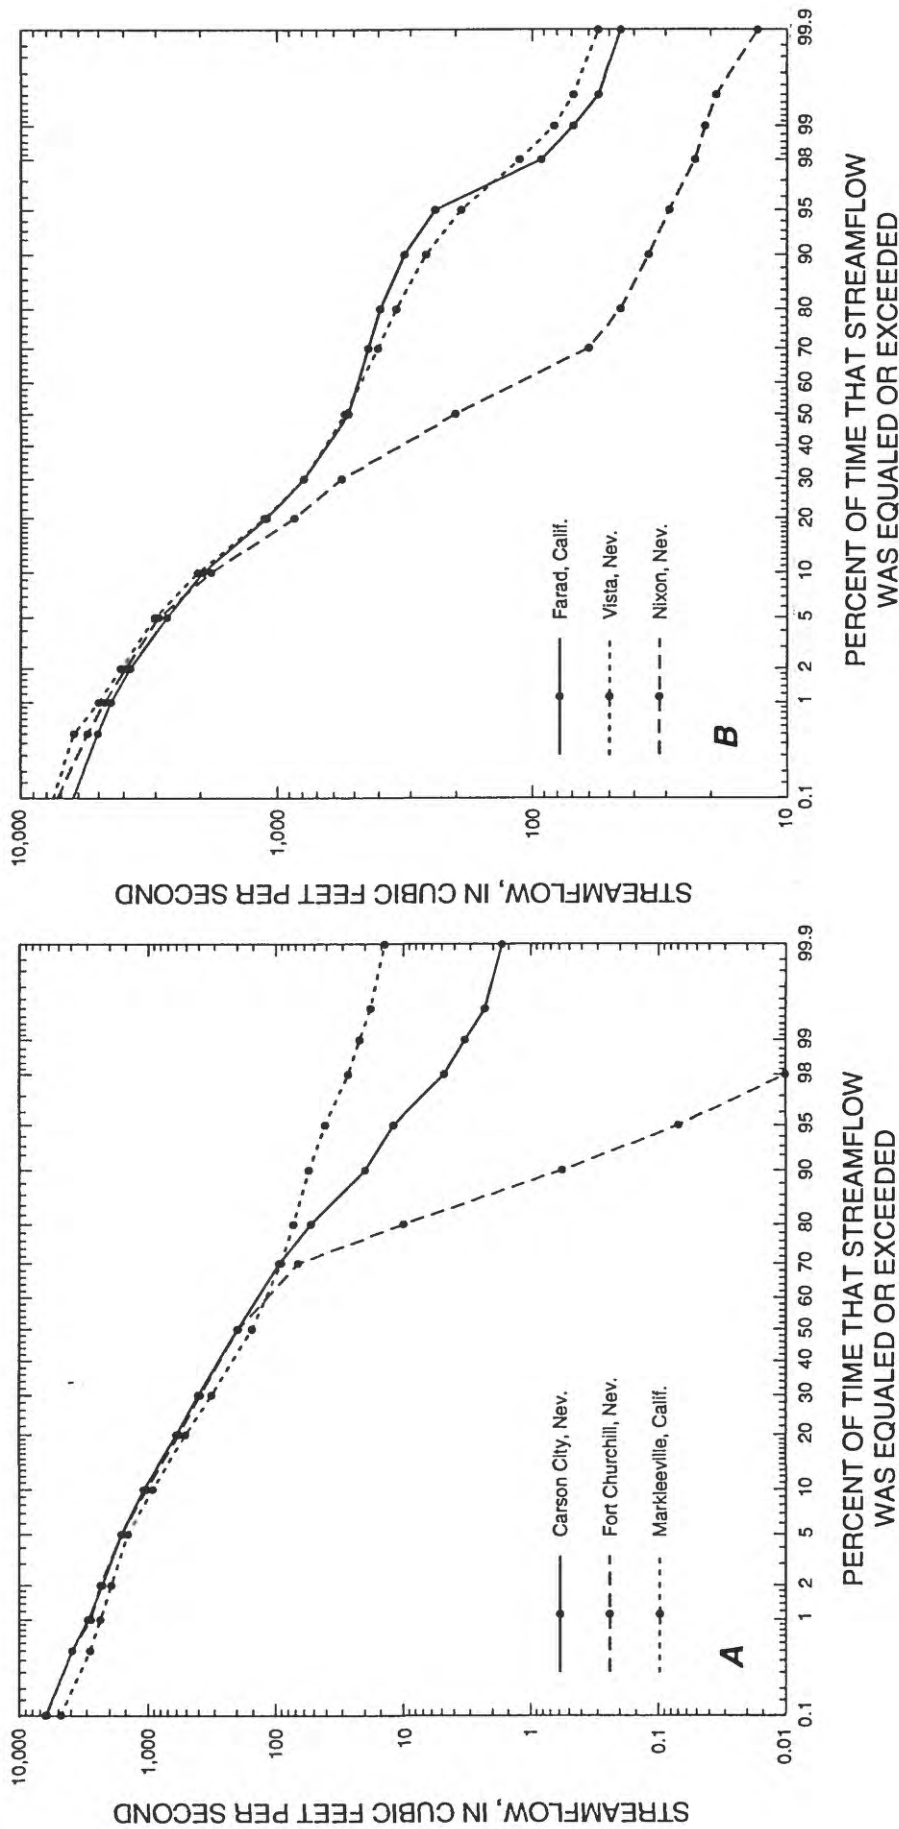 STREAMFLOW, IN CUBIC FEET PER SECOND
10,000
1,000
10
1
0.1
0.01
Carson City, Nev.
Fort Churchill, Nev.
Markleeville, Calif.
A
0.1 1 2 5 10 20 30 40 50 60 70 80 90 95 98 99 99.9
PERCENT OF TIME THAT STREAMFLOW
WAS EQUALED OR EXCEEDED
STREAMFLOW, IN CUBIC FEET PER SECOND
10,000
1,000
100
10
Farad, Calif.
Vista, Nev.
Nixon, Nev.
B
0.1 1 2 5 10 20 30 40 50 60 70 80 90 95 98 99 99.9
PERCENT OF TIME THAT STREAMFLOW
WAS EQUALED OR EXCEEDED